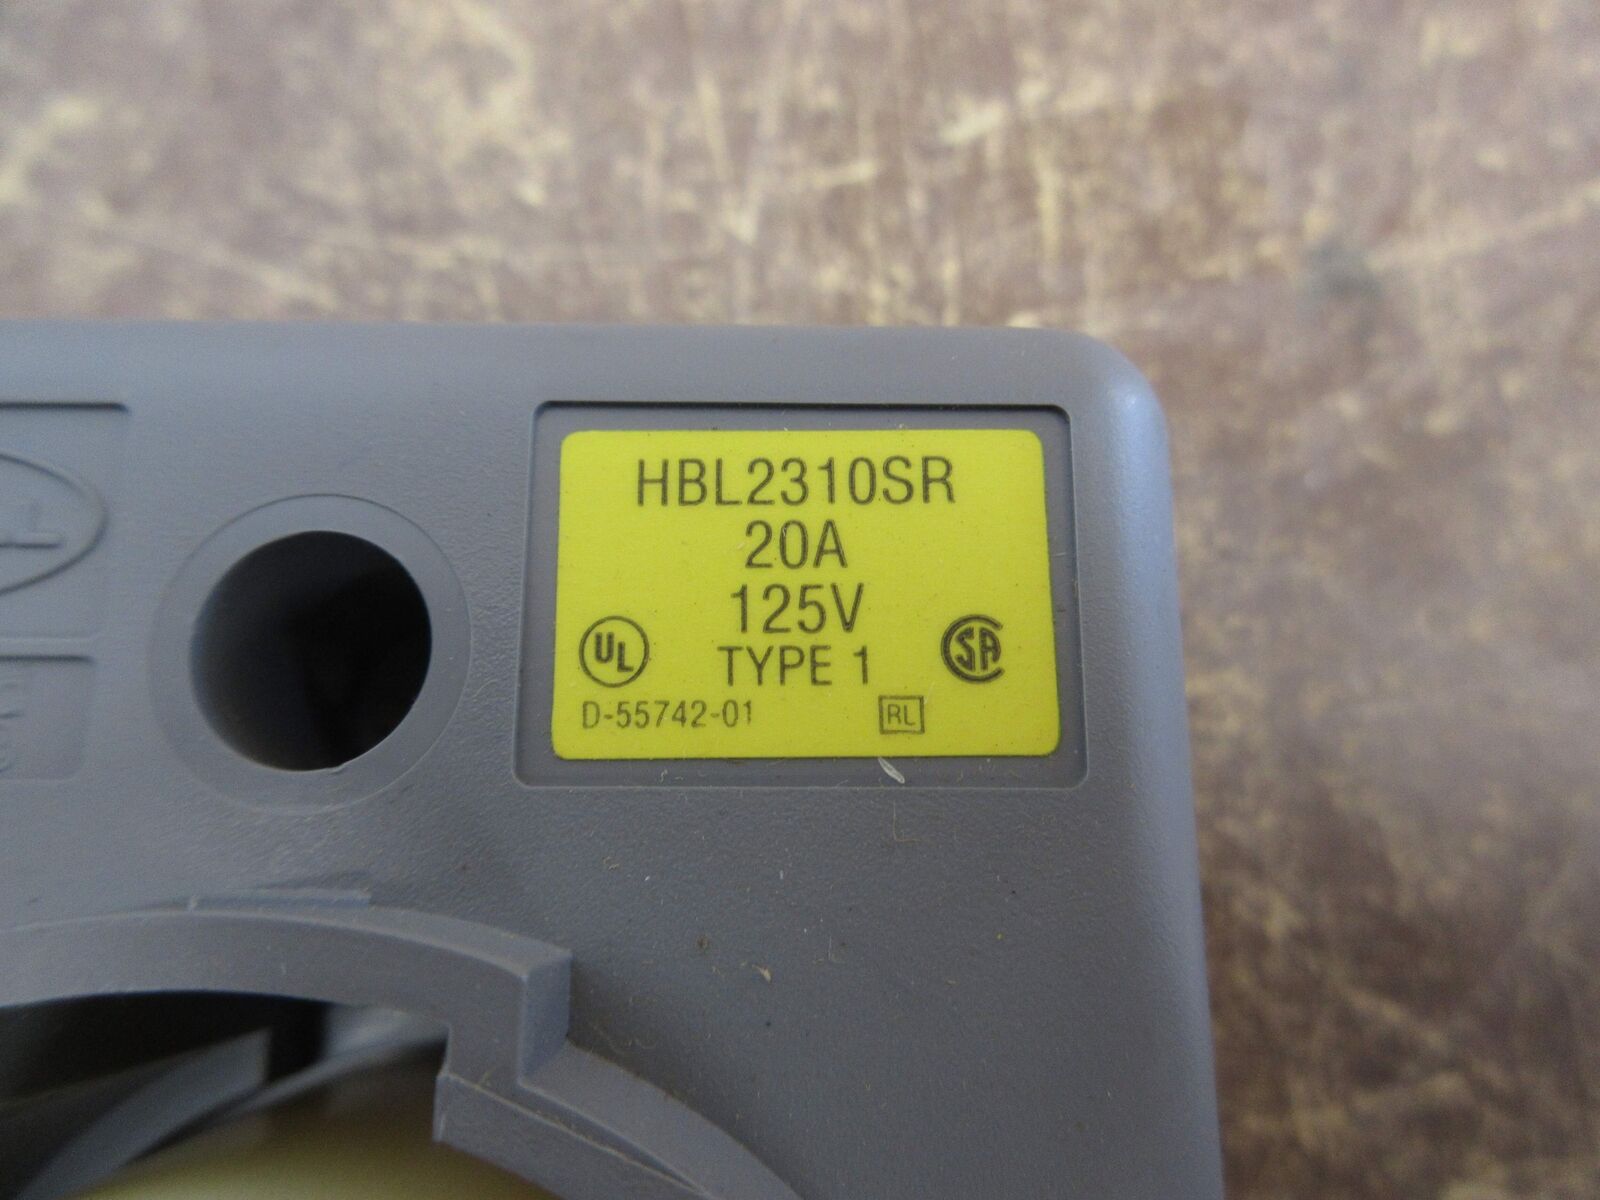 HBL2310SR
20A
125V
UL TYPE 1 SA
D-55742-01 RL